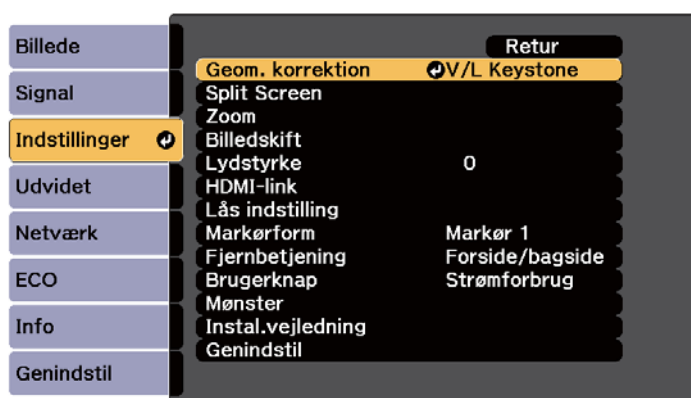 Billede
Signal
Indstillinger
Udvidet
Netværk
ECO
Info
Genindstil
Retur
Geom. korrektion V/L Keystone
Split Screen
Zoom
Billedskift
Lydstyrke 0
HDMI-link
Lås indstilling
Markørform Markør 1
Fjernbetjening Forside/bagside
Brugerknap Strømforbrug
Mønster
Instal.vejledning
Genindstil